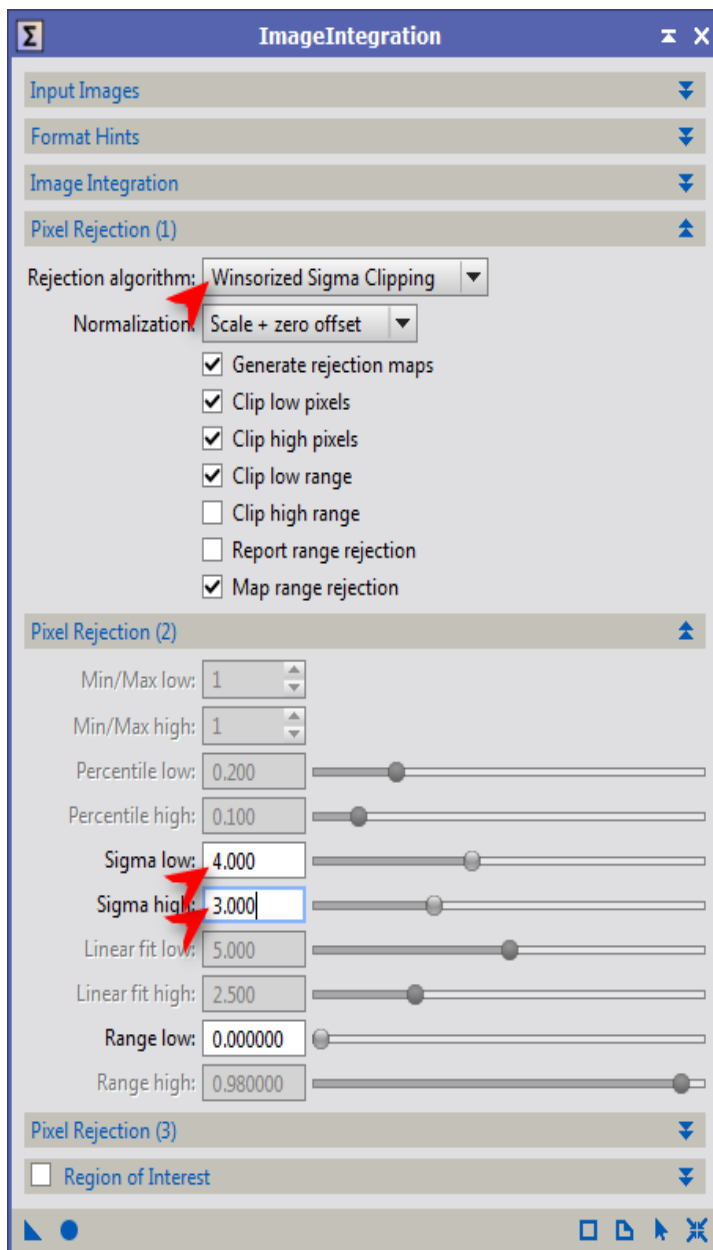 Σ ImageIntegration
Input Images
Format Hints
Image Integration
Pixel Rejection (1)
Rejection algorithm: Winsorized Sigma Clipping
Normalization: Scale + zero offset
Generate rejection maps
Clip low pixels
Clip high pixels
Clip low range
Clip high range
Report range rejection
Map range rejection
Pixel Rejection (2)
Min/Max low: 1
Min/Max high: 1
Percentile low: 0.200
Percentile high: 0.100
Sigma low: 4.000
Sigma high: 3.000
Linear fit low: 5.000
Linear fit high: 2.500
Range low: 0.000000
Range high: 0.980000
Pixel Rejection (3)
Region of Interest